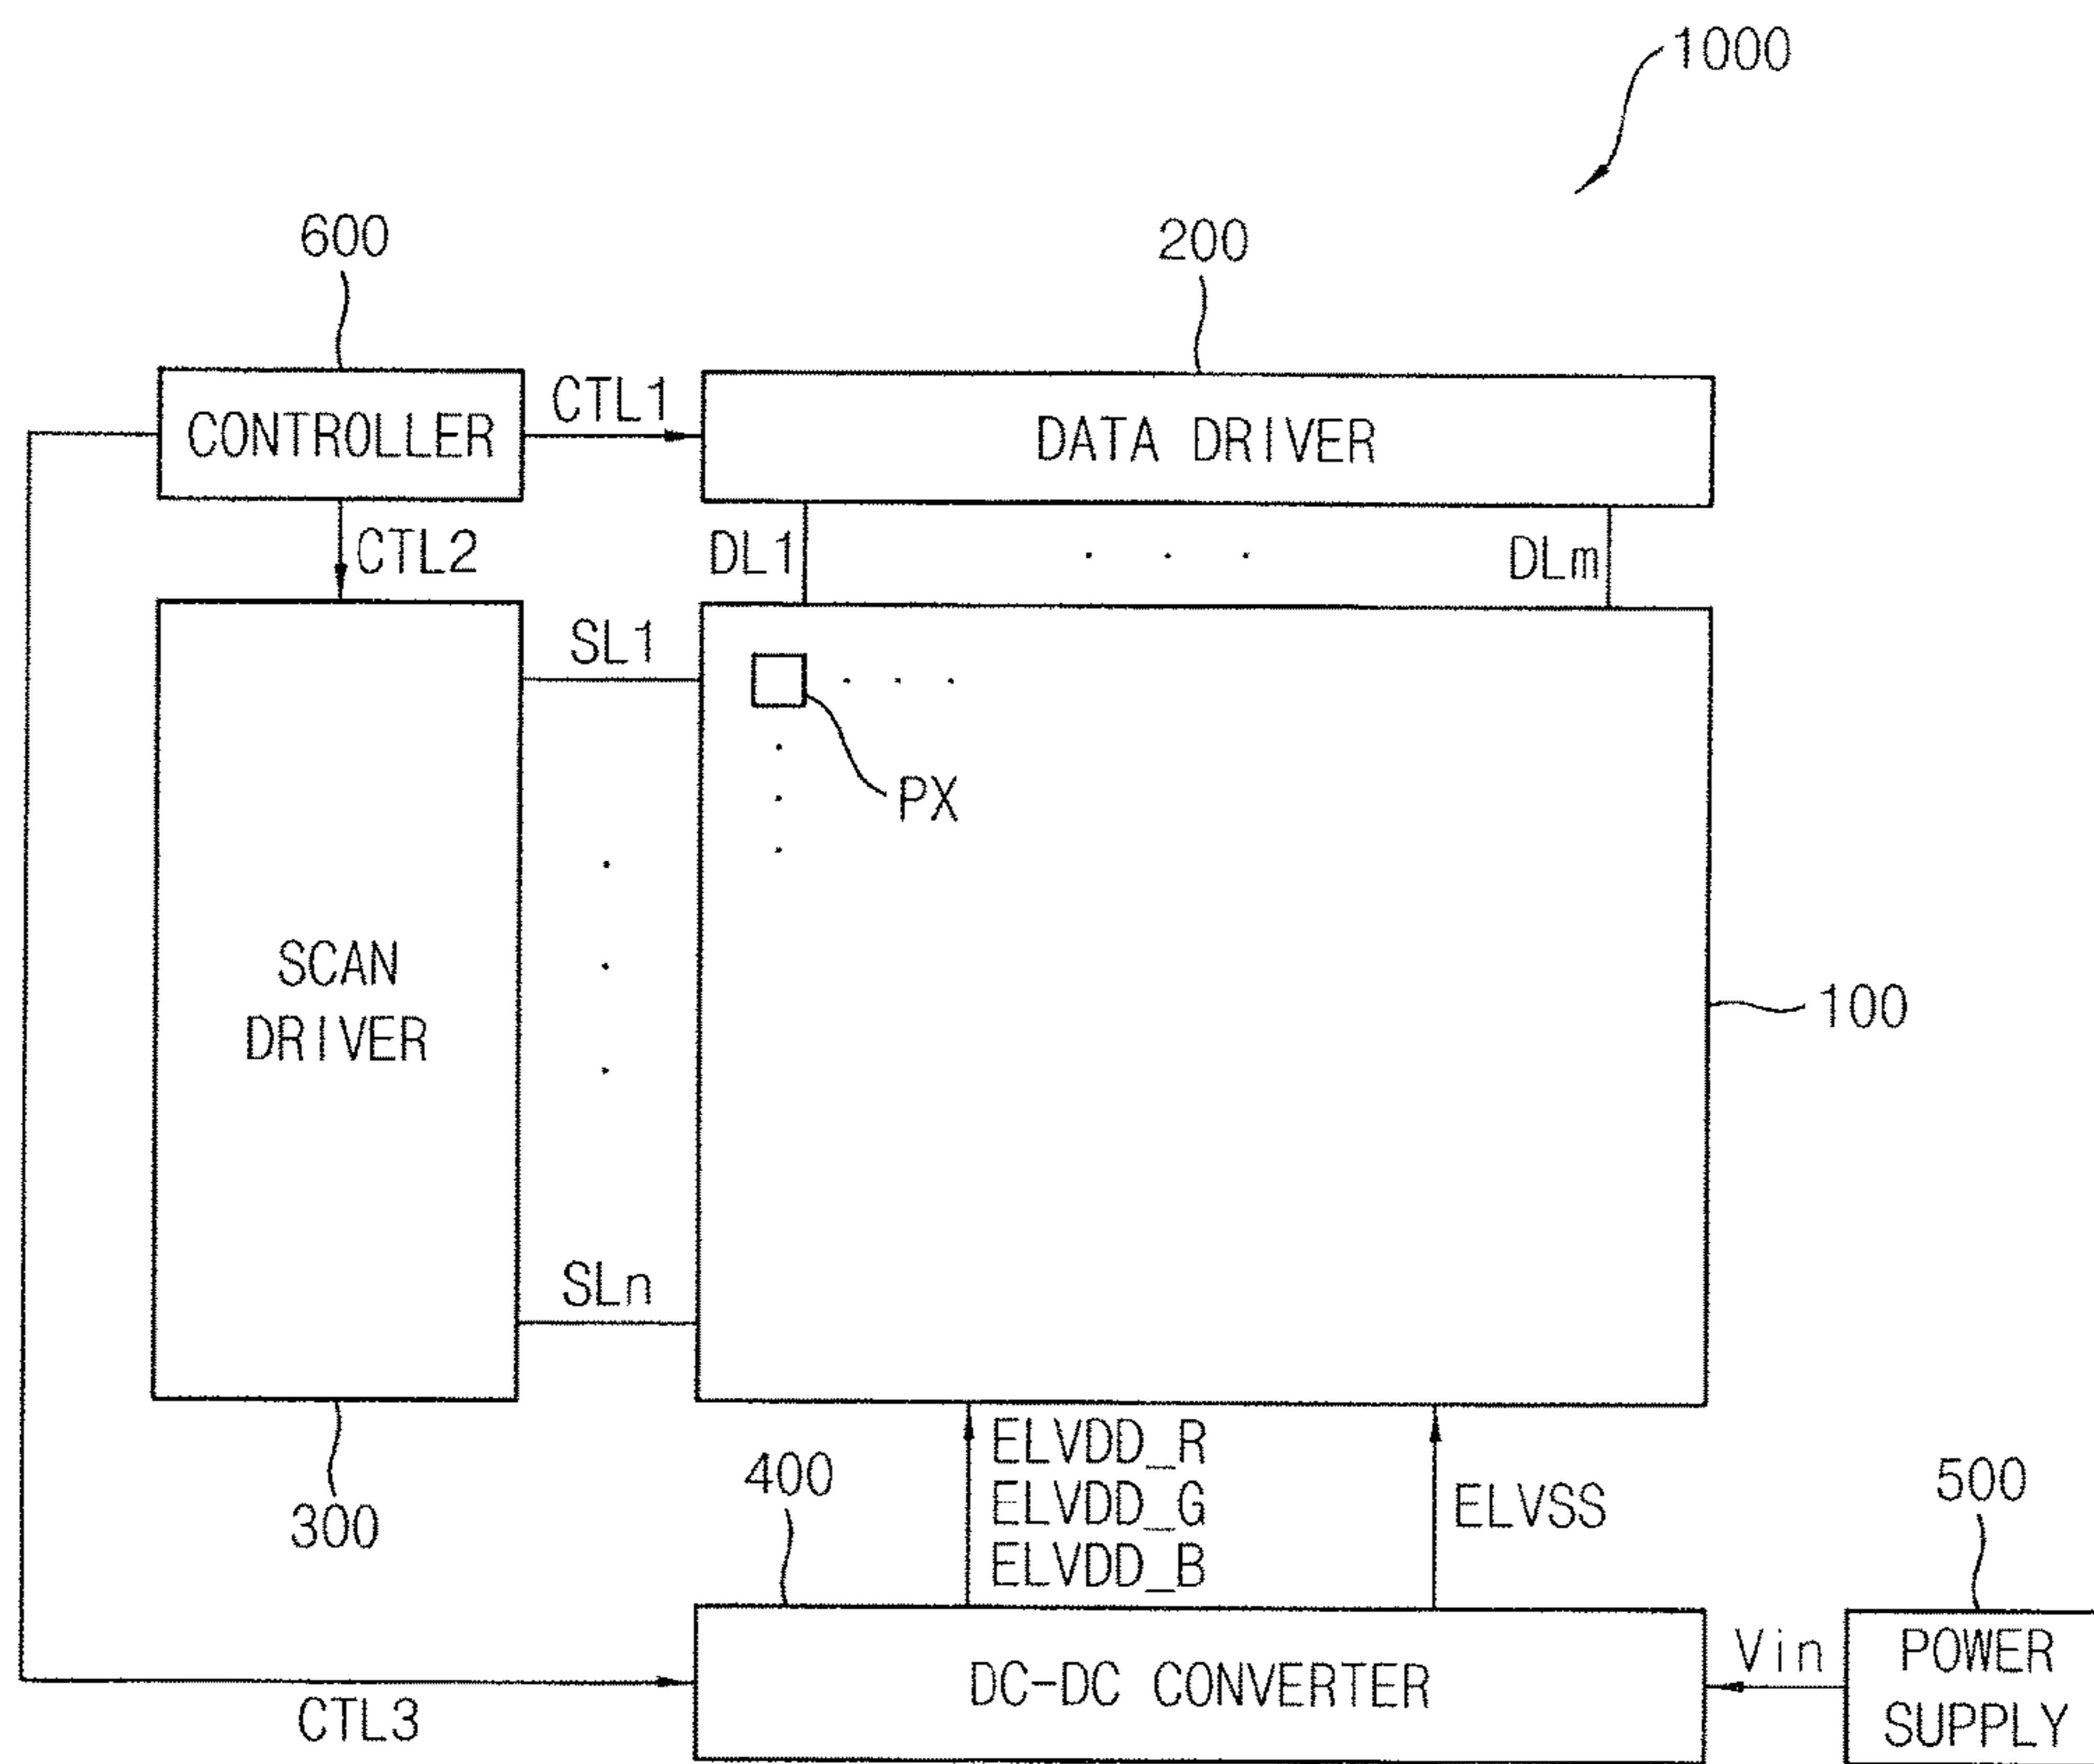 1000
600
200
CONTROLLER
CTL1
DATA DRIVER
CTL2
DL1
DLm
SL1
PX
SCAN
DRIVER
100
SLn
300
400
ELVDD_R
ELVDD_G
ELVDD_B
ELVSS
500
DC-DC CONVERTER
Vin
POWER
SUPPLY
CTL3